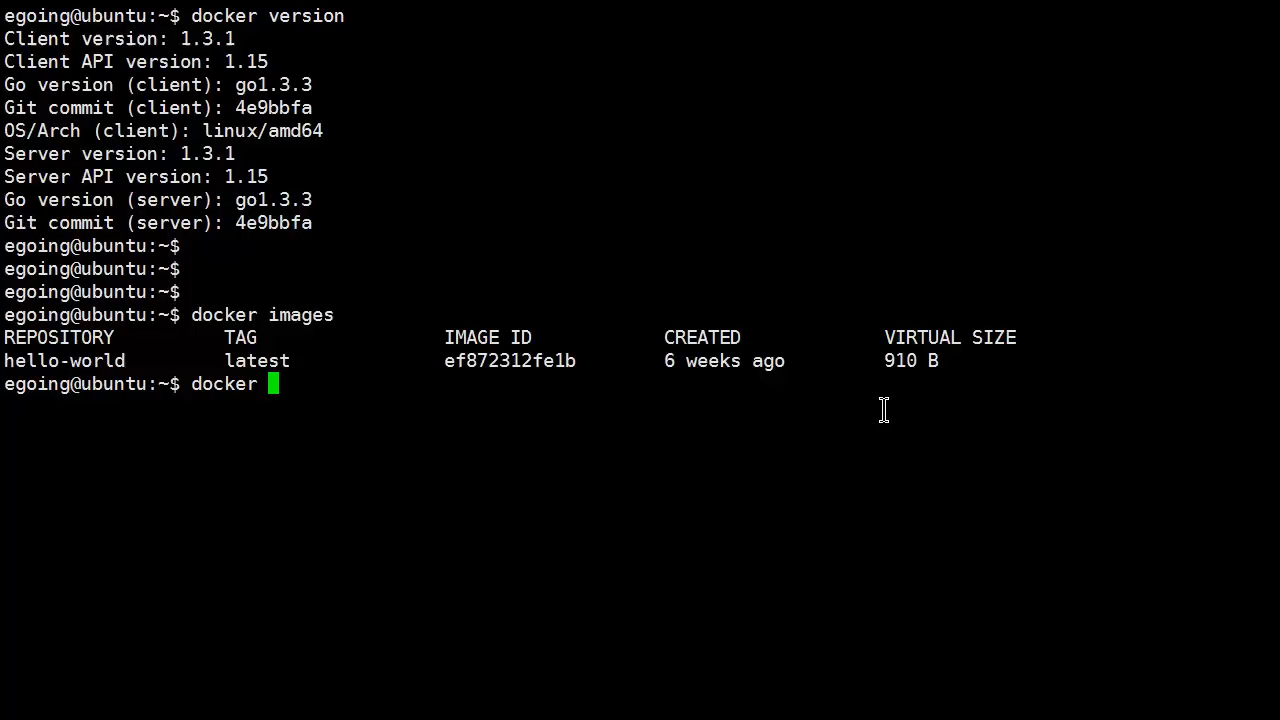 egoing@ubuntu:~$ docker version
Client version: 1.3.1
Client API version: 1.15
Go version (client): go1.3.3
Git commit (client): 4e9bbfa
OS/Arch (client): linux/amd64
Server version: 1.3.1
Server API version: 1.15
Go version (server): go1.3.3
Git commit (server): 4e9bbfa
egoing@ubuntu:~$
egoing@ubuntu:~$
egoing@ubuntu:~$
egoing@ubuntu:~$ docker images
REPOSITORY          TAG                 IMAGE ID            CREATED             VIRTUAL SIZE
hello-world         latest              ef872312fe1b        6 weeks ago         910 B
egoing@ubuntu:~$ docker